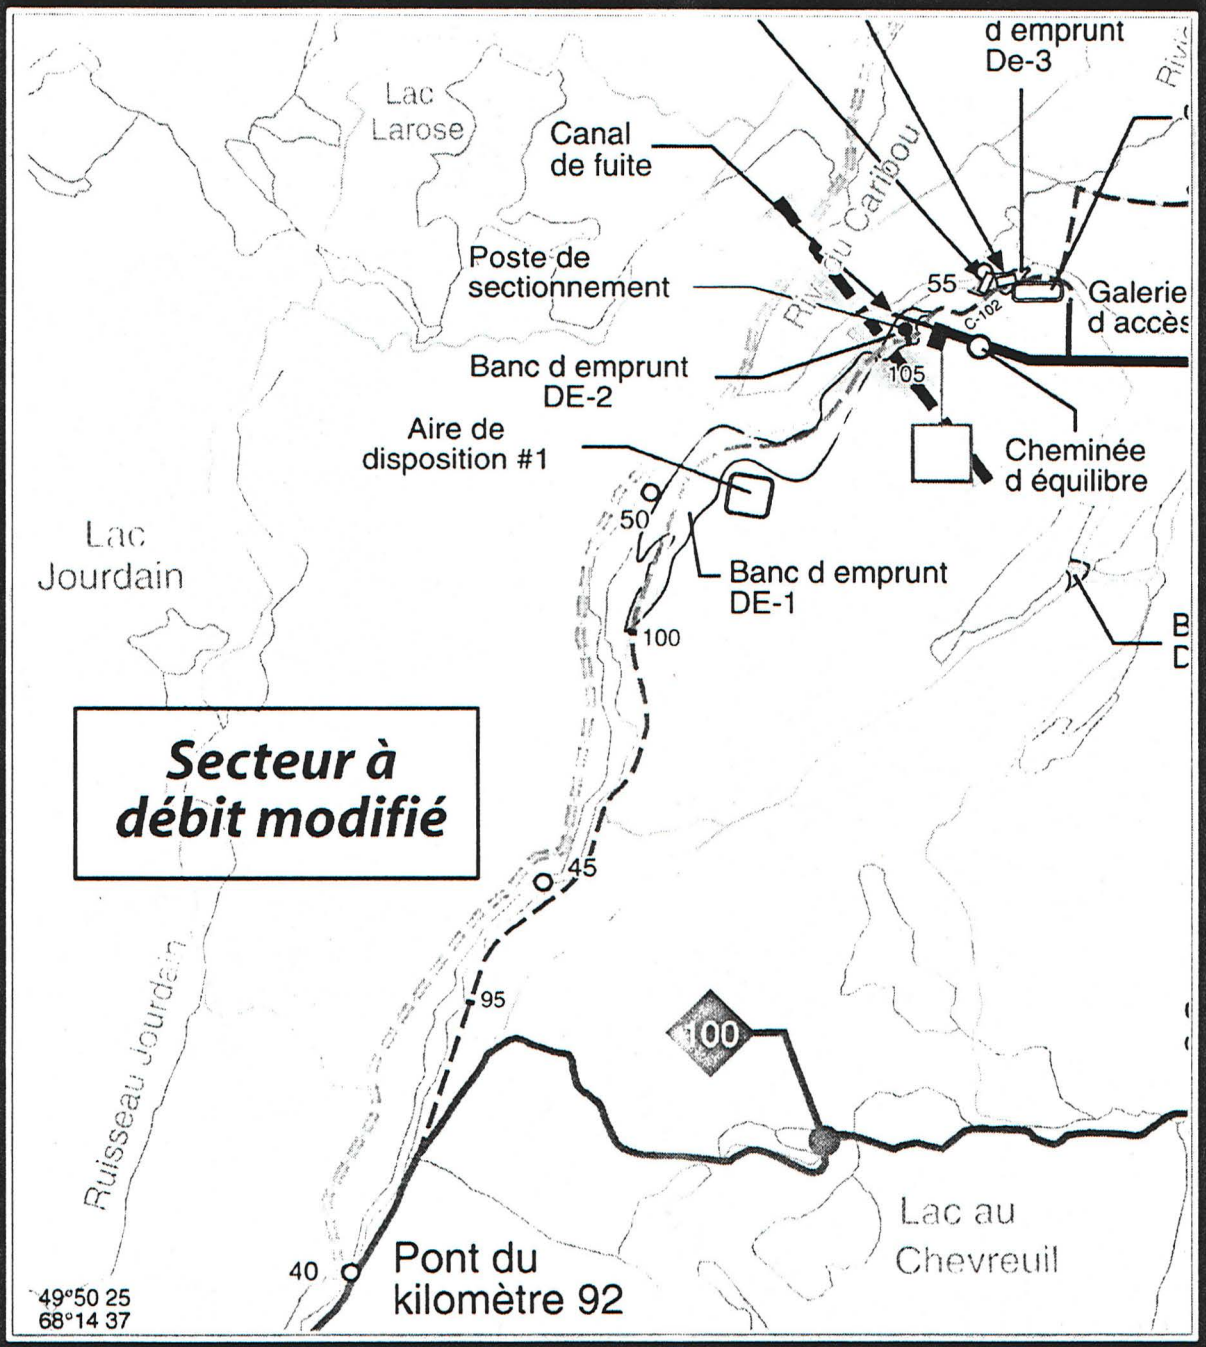 d emprunt
De-3
Lac
Larose
Canal
de fuite
Riv. du Caribou
Poste de
sectionnement
55
C-102
Galerie
d accès
Banc d emprunt
DE-2
105
Aire de
disposition #1
Cheminée
d équilibre
50
Lac
Jourdain
Banc d emprunt
DE-1
100
Secteur à
débit modifié
45
95
100
Ruisseau Jourdain
Lac au
Chevreuil
Pont du
kilomètre 92
40
49°50 25
68°14 37